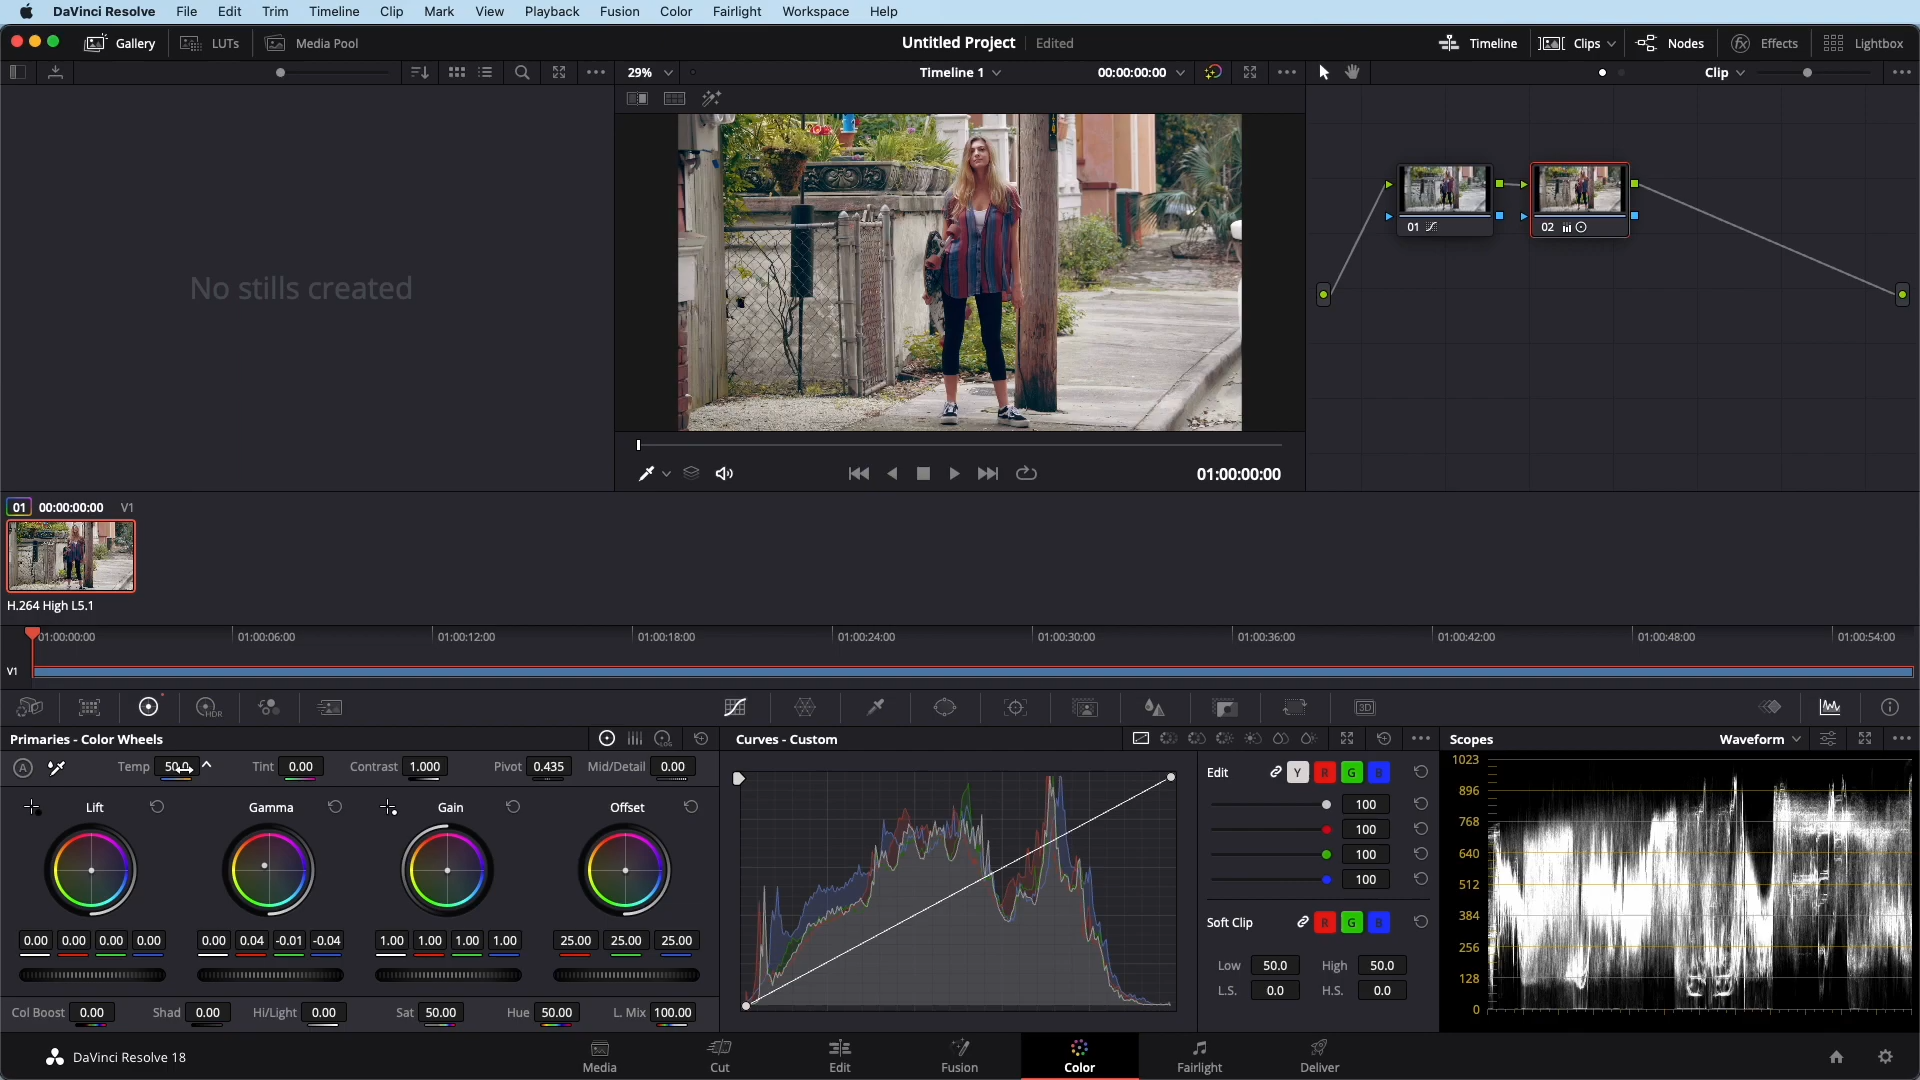 DaVinci Resolve File Edit Trim Timeline Clip Mark View Playback Fusion Color Fairlight Workspace Help
Gallery LUTs Media Pool Untitled Project Edited Timeline Clips Nodes fx Effects Lightbox
29% Timeline 1 00:00:00:00 Clip
No stills created
01 02
01:00:00:00
01 00:00:00:00 V1
H.264 High L5.1
01:00:00:00 01:00:06:00 01:00:12:00 01:00:18:00 01:00:24:00 01:00:30:00 01:00:36:00 01:00:42:00 01:00:48:00 01:00:54:00
V1
HDR 3D
Primaries - Color Wheels LOG Curves - Custom Scopes Waveform
A Temp 50.0 Tint 0.00 Contrast 1.000 Pivot 0.435 Mid/Detail 0.00
Lift Gamma Gain Offset
0.00 0.00 0.00 0.00 0.00 0.04 -0.01 -0.04 1.00 1.00 1.00 1.00 25.00 25.00 25.00
Col Boost 0.00 Shad 0.00 Hi/Light 0.00 Sat 50.00 Hue 50.00 L. Mix 100.00
Edit Y R G B
100
100
100
100
Soft Clip R G B
Low 50.0 High 50.0
L.S. 0.0 H.S. 0.0
1023
896
768
640
512
384
256
128
0
DaVinci Resolve 18 Media Cut Edit Fusion Color Fairlight Deliver